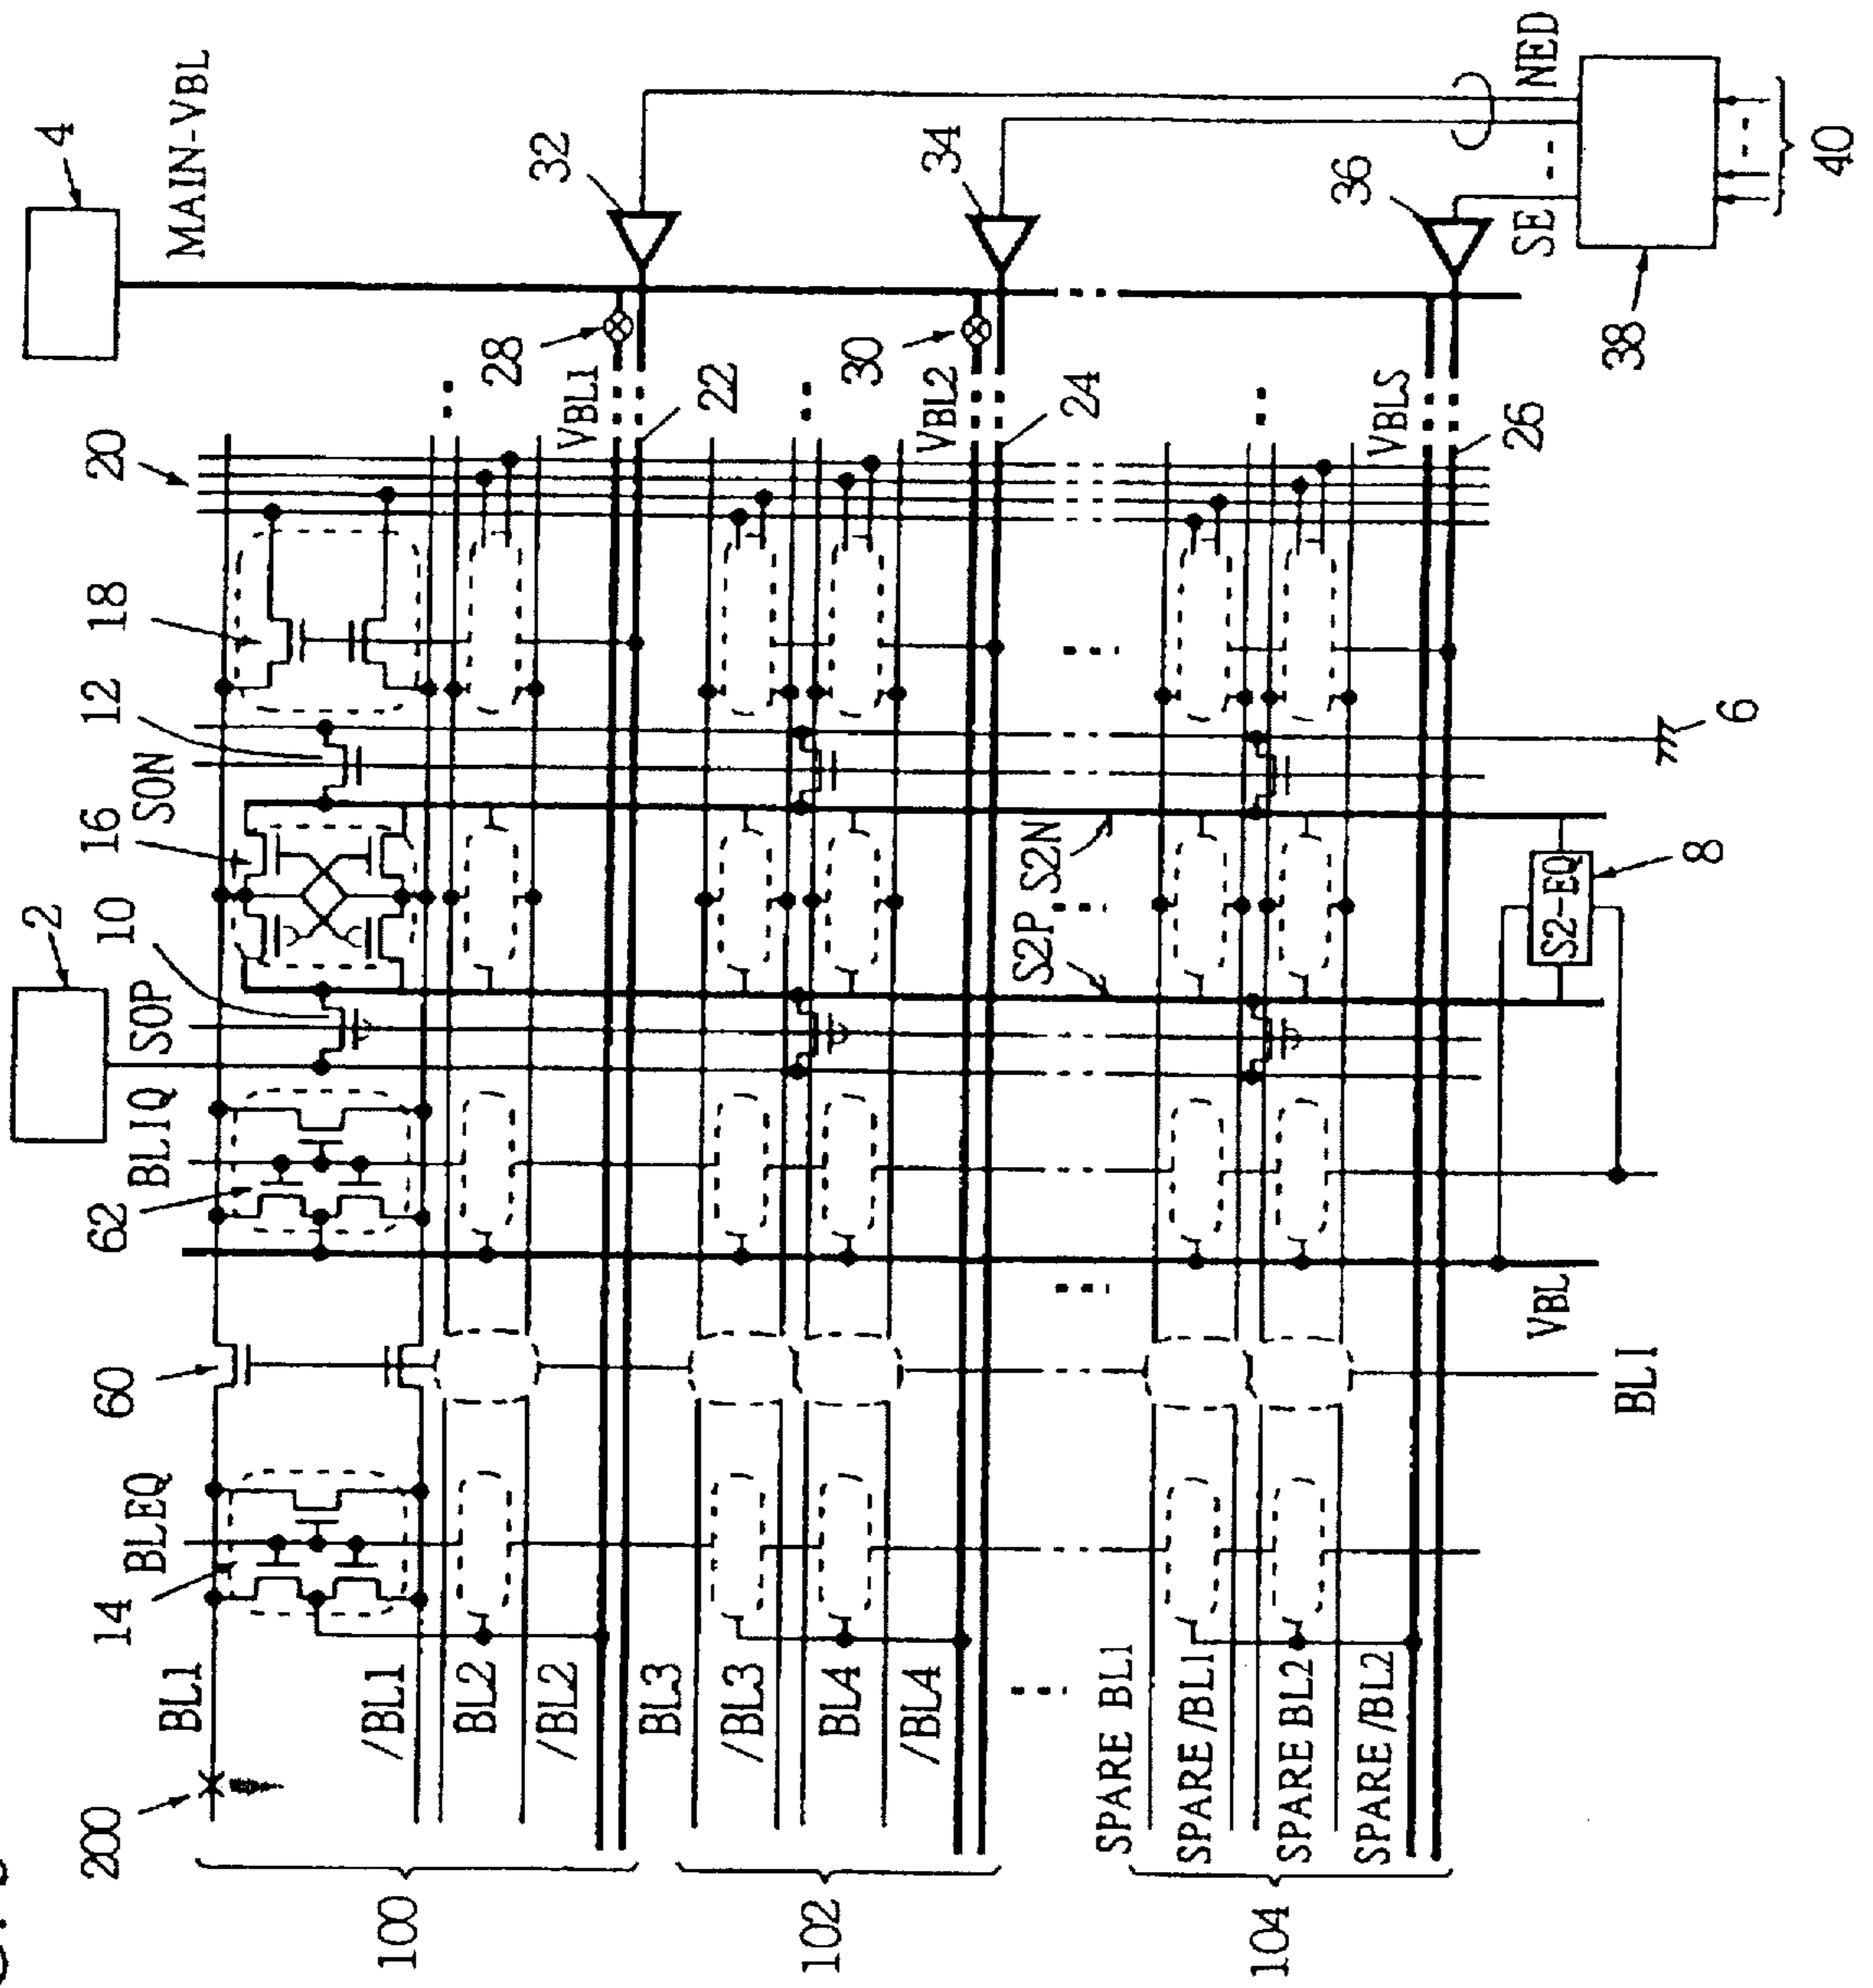 2
4
MAIN-VBL
SOP
10
16
SON
12
18
20
BLIQ
62
60
BLEQ
14
BL1
200
/BL1
BL2
/BL2
100
VBL1
28
22
32
BL3
/BL3
BL4
/BL4
102
S2P
S2N
VBL2
30
24
34
SPARE BL1
SPARE /BL1
SPARE BL2
SPARE /BL2
104
VBLS
26
36
SE
NED
38
40
6
8
S2-EQ
VBL
BLI